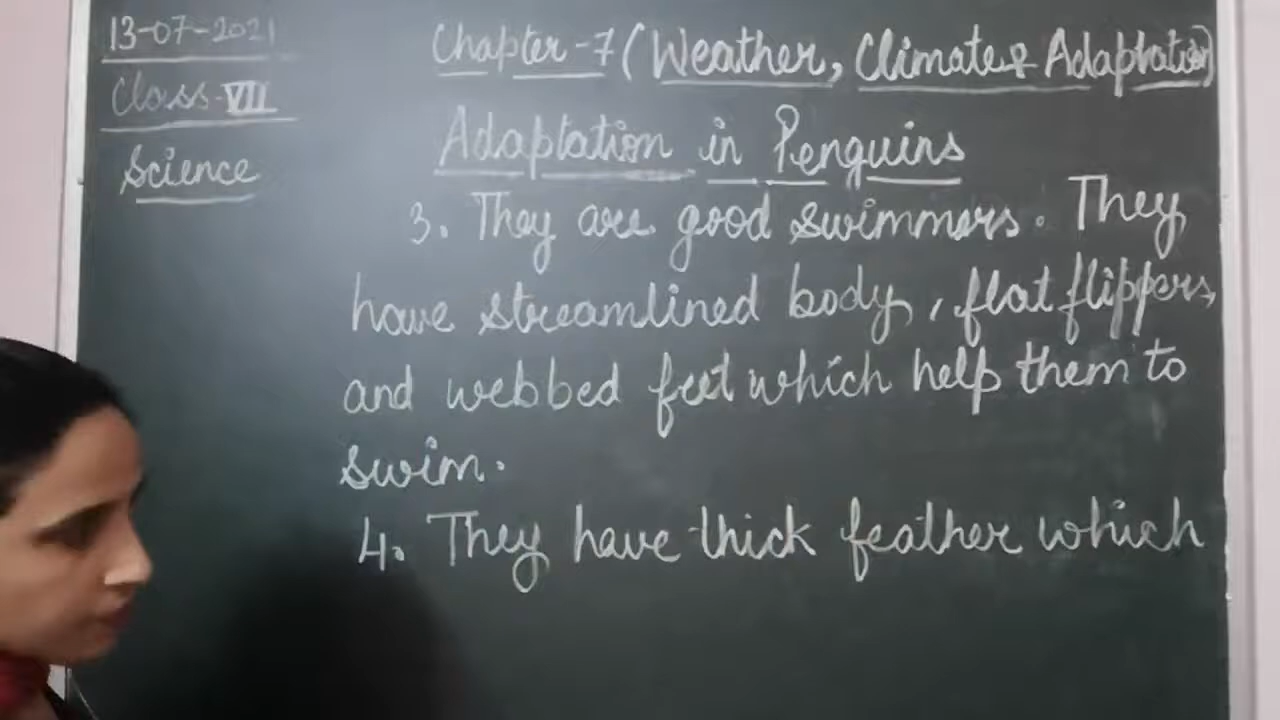 13-07-2021
Class-VII
Science
Chapter-7 (Weather, Climate & Adaptation)
Adaptation in Penguins
3. They are good swimmers. They
have streamlined body, flat flippers,
and webbed feet which help them to
swim.
4. They have thick feather which